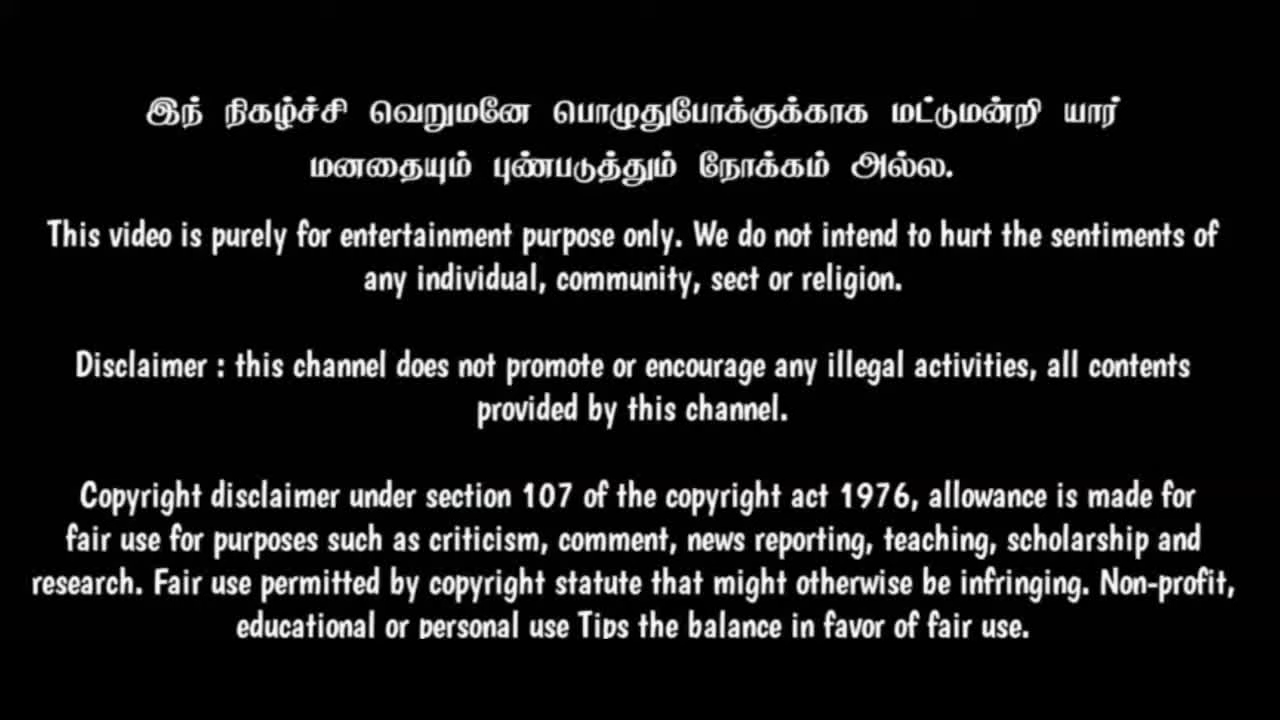 இந் நிகழ்ச்சி வெறுமனே பொழுதுபோக்குக்காக மட்டுமன்றி யார்
மனதையும் புண்படுத்தும் நோக்கம் அல்ல.
This video is purely for entertainment purpose only. We do not intend to hurt the sentiments of
any individual, community, sect or religion.
Disclaimer : this channel does not promote or encourage any illegal activities, all contents
provided by this channel.
Copyright disclaimer under section 107 of the copyright act 1976, allowance is made for
fair use for purposes such as criticism, comment, news reporting, teaching, scholarship and
research. Fair use permitted by copyright statute that might otherwise be infringing. Non-profit,
educational or personal use Tips the balance in favor of fair use.